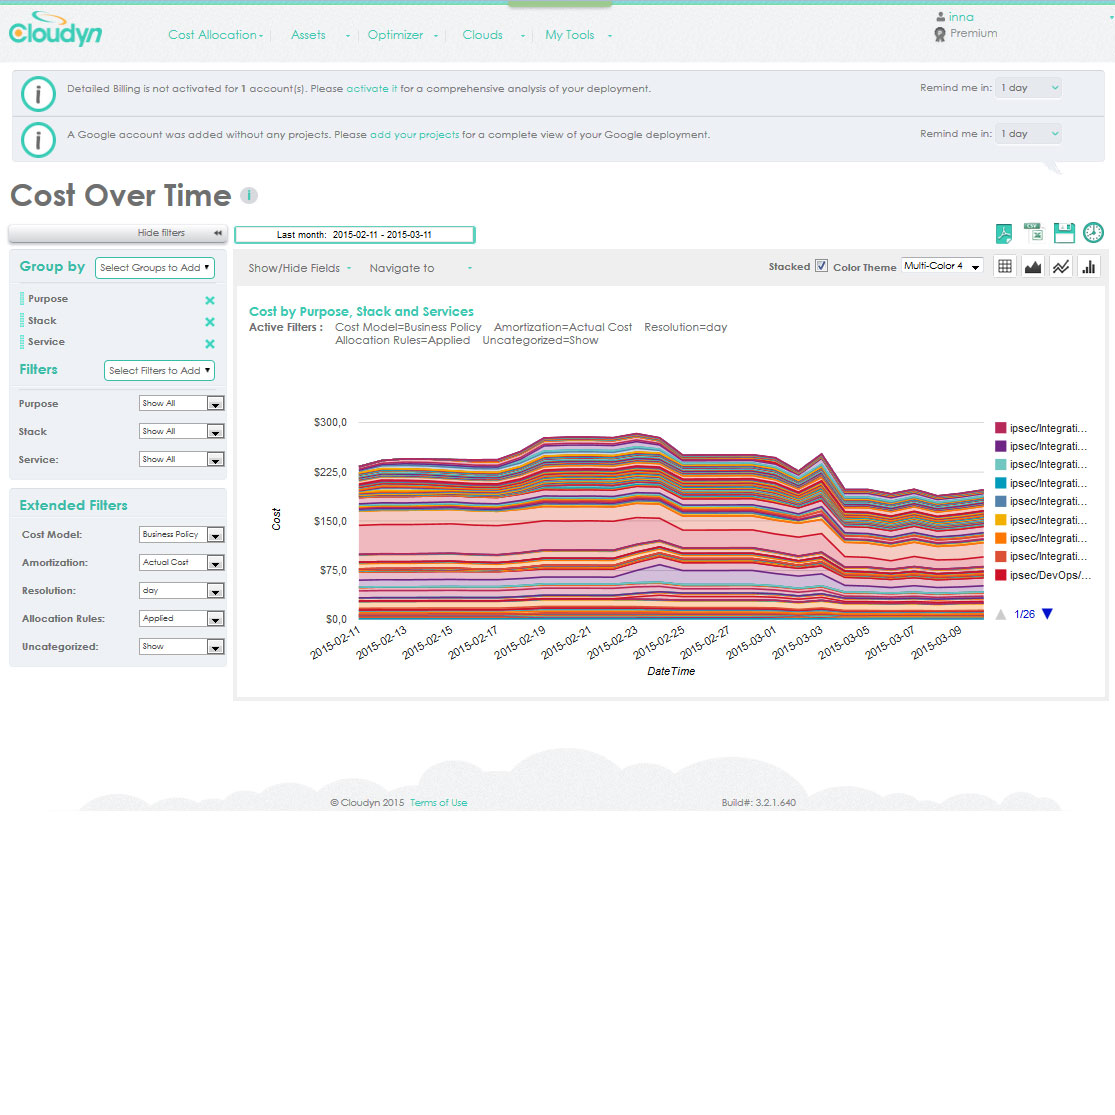 Cloudyn
Cost Allocation
Assets
Optimizer
Clouds
My Tools
inna
Premium
Detailed Billing is not activated for 1 account(s). Please activate it for a comprehensive analysis of your deployment.
Remind me in: 1 day
A Google account was added without any projects. Please add your projects for a complete view of your Google deployment.
Remind me in: 1 day
Cost Over Time
Hide filters
Last month: 2015-02-11 - 2015-03-11
CSV
Group by
Select Groups to Add
Purpose
Stack
Service
Filters
Select Filters to Add
Purpose Show All
Stack Show All
Service: Show All
Extended Filters
Cost Model: Business Policy
Amortization: Actual Cost
Resolution: day
Allocation Rules: Applied
Uncategorized: Show
Show/Hide Fields
Navigate to
Stacked
Color Theme Multi-Color 4
Cost by Purpose, Stack and Services
Active Filters : Cost Model=Business Policy Amortization=Actual Cost Resolution=day
Allocation Rules=Applied Uncategorized=Show
$300,0
$225,0
$150,0
$75,0
$0,0
Cost
2015-02-11
2015-02-13
2015-02-15
2015-02-17
2015-02-19
2015-02-21
2015-02-23
2015-02-25
2015-02-27
2015-03-01
2015-03-03
2015-03-05
2015-03-07
2015-03-09
DateTime
ipsec/Integrati...
ipsec/Integrati...
ipsec/Integrati...
ipsec/Integrati...
ipsec/Integrati...
ipsec/Integrati...
ipsec/Integrati...
ipsec/Integrati...
ipsec/DevOps/...
1/26
© Cloudyn 2015 Terms of Use
Build#: 3.2.1.640